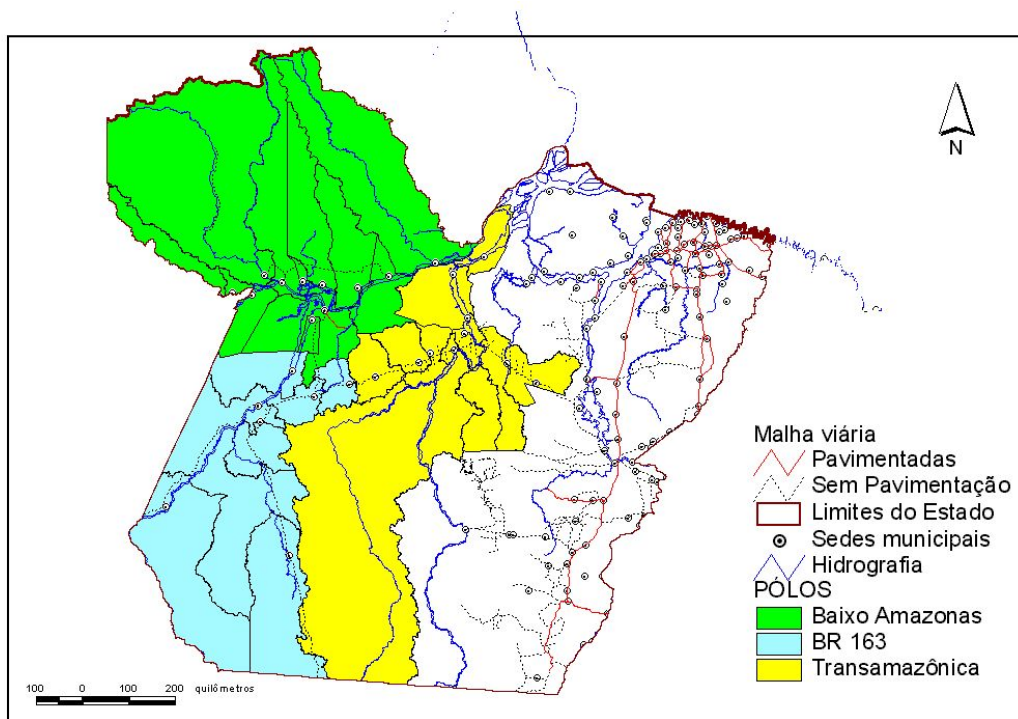 N
Malha viária
Pavimentadas
Sem Pavimentação
Limites do Estado
Sedes municipais
Hidrografia
PÓLOS
Baixo Amazonas
BR 163
Transamazônica
100 0 100 200 quilômetros